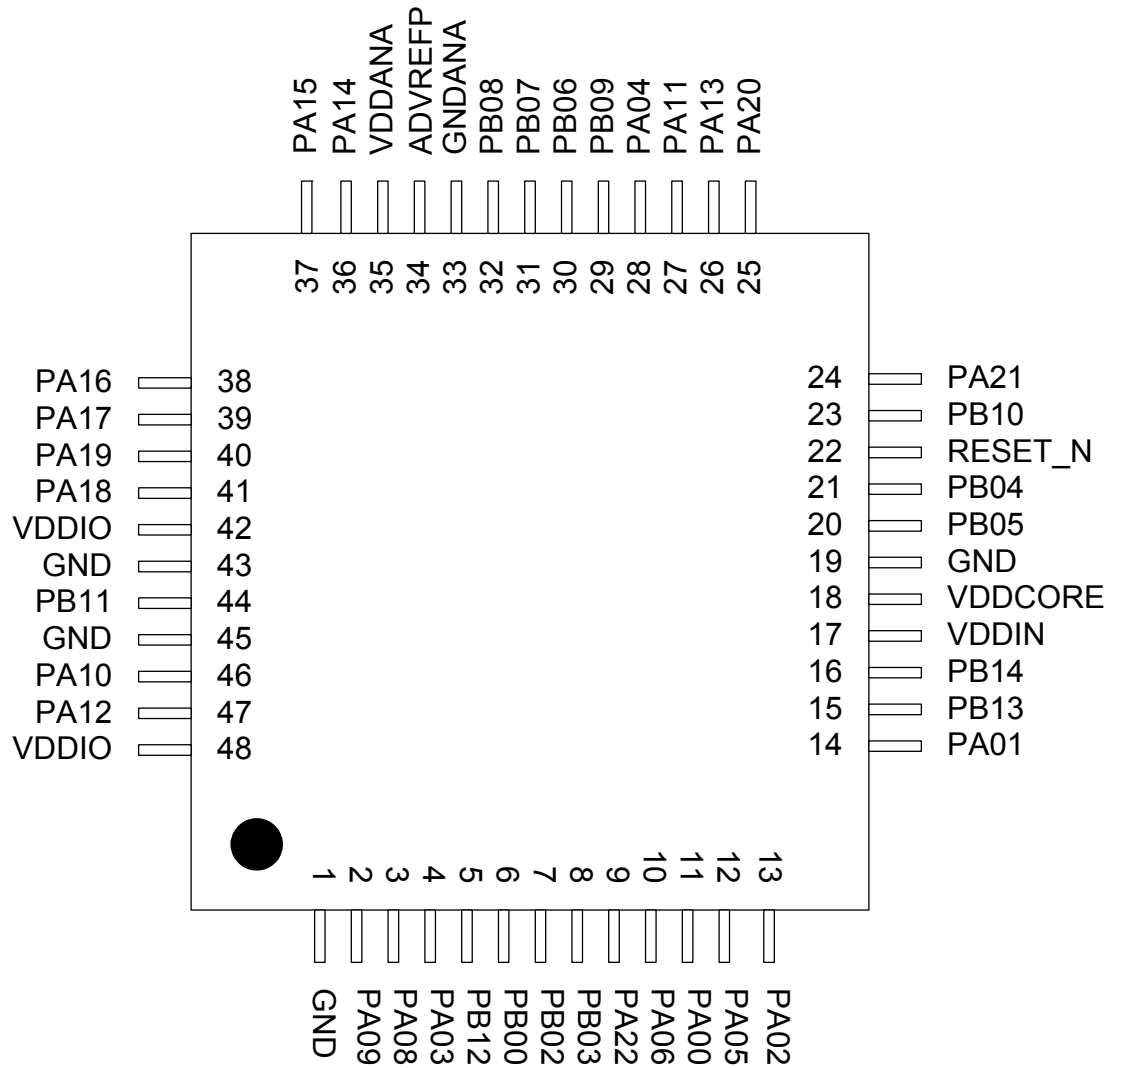 PA15 PA14 VDDANA ADVREFP GNDANA PB08 PB07 PB06 PB09 PA04 PA11 PA13 PA20
37 36 35 34 33 32 31 30 29 28 27 26 25
PA16 38 24 PA21
PA17 39 23 PB10
PA19 40 22 RESET_N
PA18 41 21 PB04
VDDIO 42 20 PB05
GND 43 19 GND
PB11 44 18 VDDCORE
GND 45 17 VDDIN
PA10 46 16 PB14
PA12 47 15 PB13
VDDIO 48 14 PA01
1 2 3 4 5 6 7 8 9 10 11 12 13
GND PA09 PA08 PA03 PB12 PB00 PB02 PB03 PA22 PA06 PA00 PA05 PA02